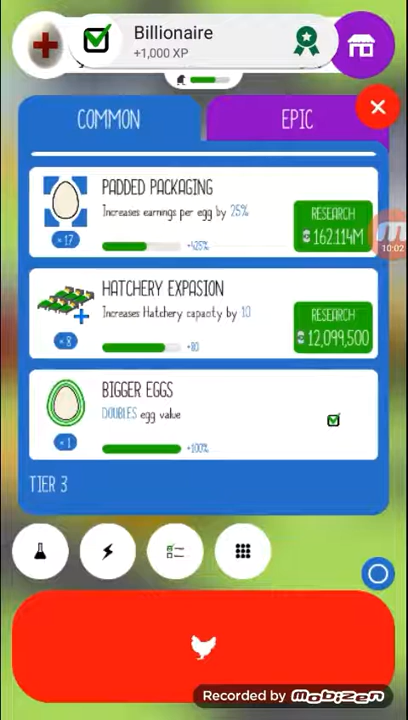 Billionaire
+1,000 XP
COMMON
EPIC
PADDED PACKAGING
Increases earnings per egg by 25%
RESEARCH
162.114M
× 17
+425%
10:02
HATCHERY EXPASION
Increases Hatchery capacity by 10
RESEARCH
12,099,500
× 8
+80
BIGGER EGGS
DOUBLES egg value
× 1
+100%
TIER 3
Recorded by MOBIZEN